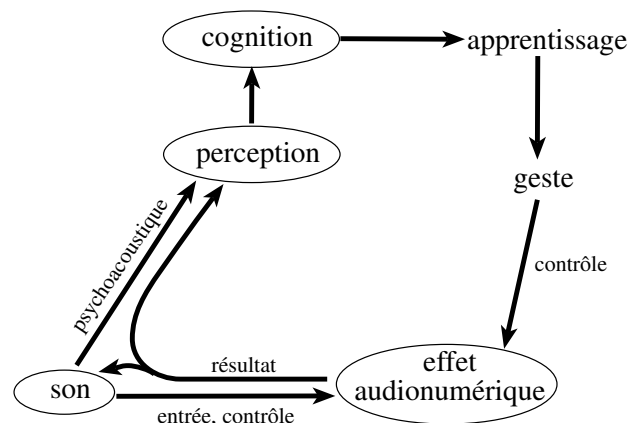 cognition
apprentissage
perception
geste
psychoacoustique
contrôle
résultat
effet
audionumérique
son
entrée, contrôle